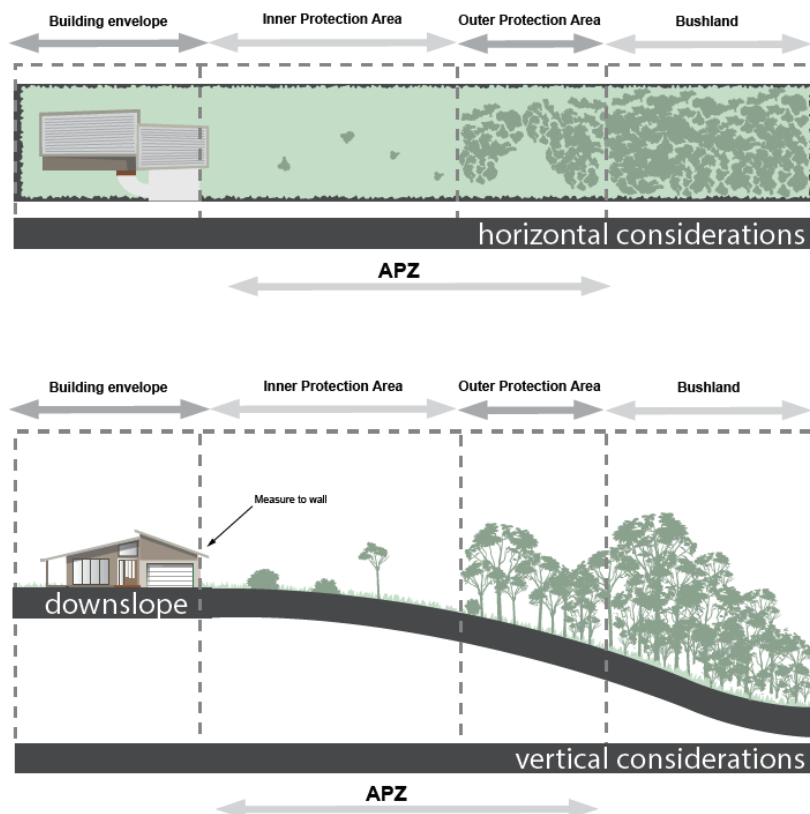 Building envelope
Inner Protection Area
Outer Protection Area
Bushland
horizontal considerations
APZ
Building envelope
Inner Protection Area
Outer Protection Area
Bushland
Measure to wall
downslope
vertical considerations
APZ